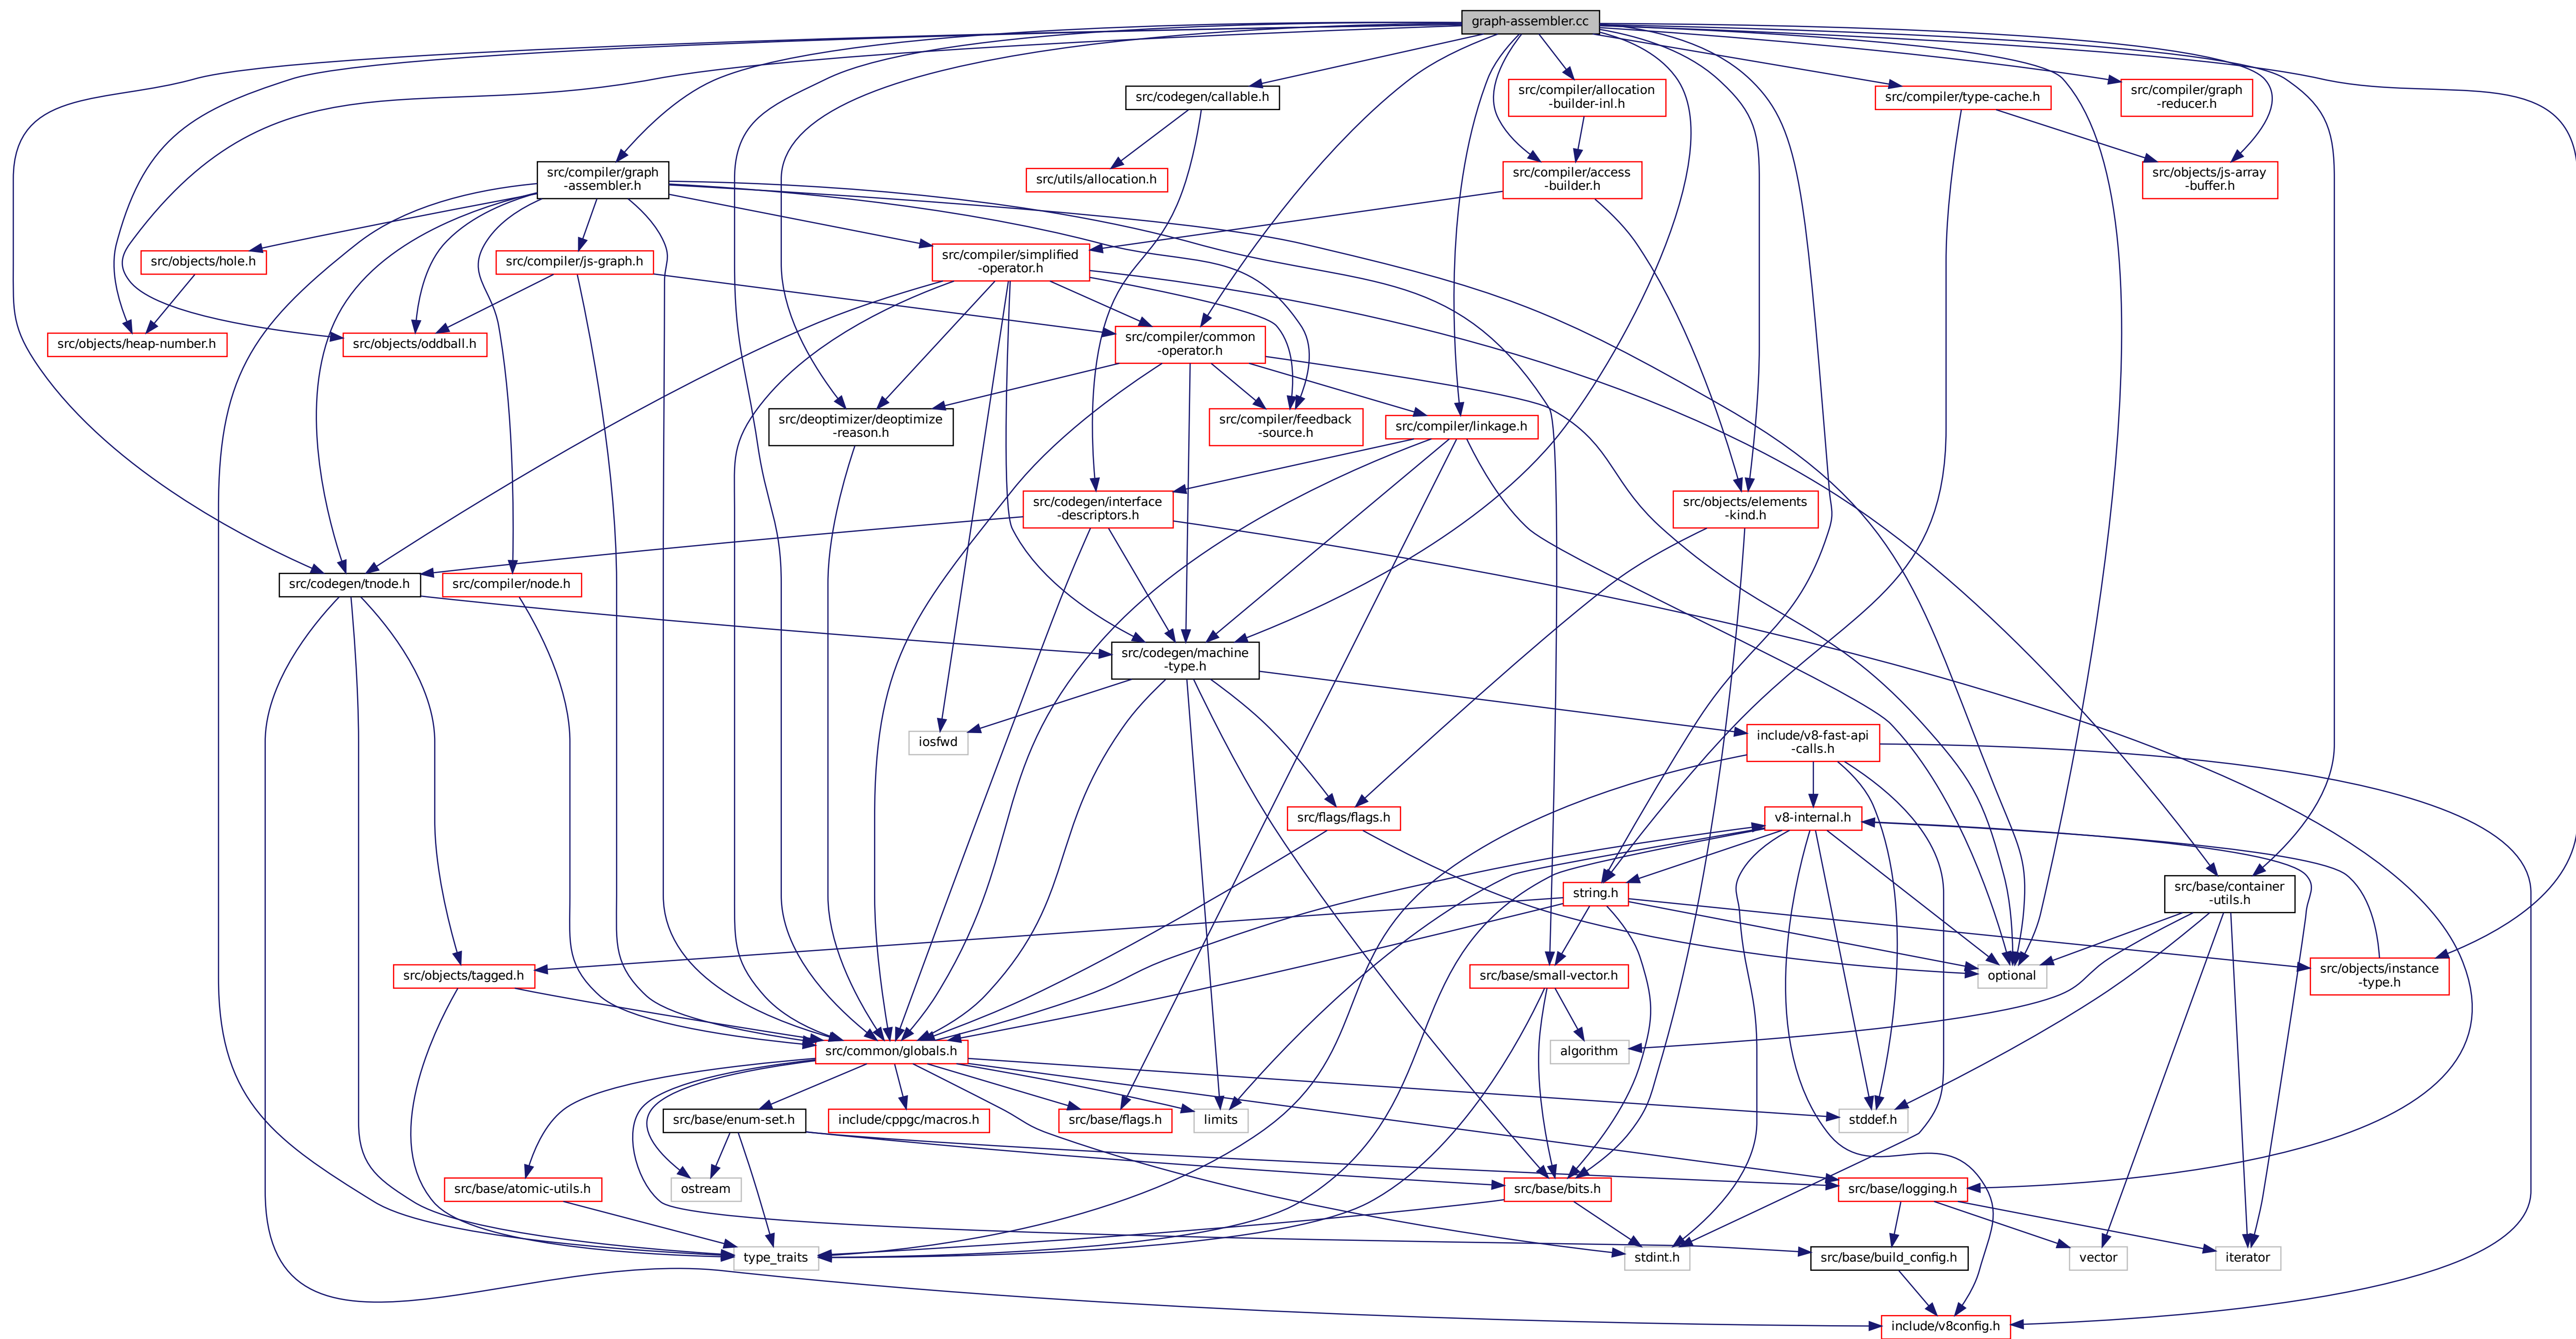 graph-assembler.cc
src/codegen/callable.h
src/compiler/allocation
-builder-inl.h
src/compiler/type-cache.h
src/compiler/graph
-reducer.h
src/compiler/graph
-assembler.h
src/utils/allocation.h
src/compiler/access
-builder.h
src/objects/js-array
-buffer.h
src/objects/hole.h
src/compiler/js-graph.h
src/compiler/simplified
-operator.h
src/objects/heap-number.h
src/objects/oddball.h
src/compiler/common
-operator.h
src/deoptimizer/deoptimize
-reason.h
src/compiler/feedback
-source.h
src/compiler/linkage.h
src/codegen/interface
-descriptors.h
src/objects/elements
-kind.h
src/codegen/tnode.h
src/compiler/node.h
src/codegen/machine
-type.h
iosfwd
include/v8-fast-api
-calls.h
src/flags/flags.h
v8-internal.h
string.h
src/base/container
-utils.h
src/objects/tagged.h
src/base/small-vector.h
optional
src/objects/instance
-type.h
src/common/globals.h
algorithm
src/base/enum-set.h
include/cppgc/macros.h
src/base/flags.h
limits
stddef.h
src/base/atomic-utils.h
ostream
src/base/bits.h
src/base/logging.h
type_traits
stdint.h
src/base/build_config.h
vector
iterator
include/v8config.h